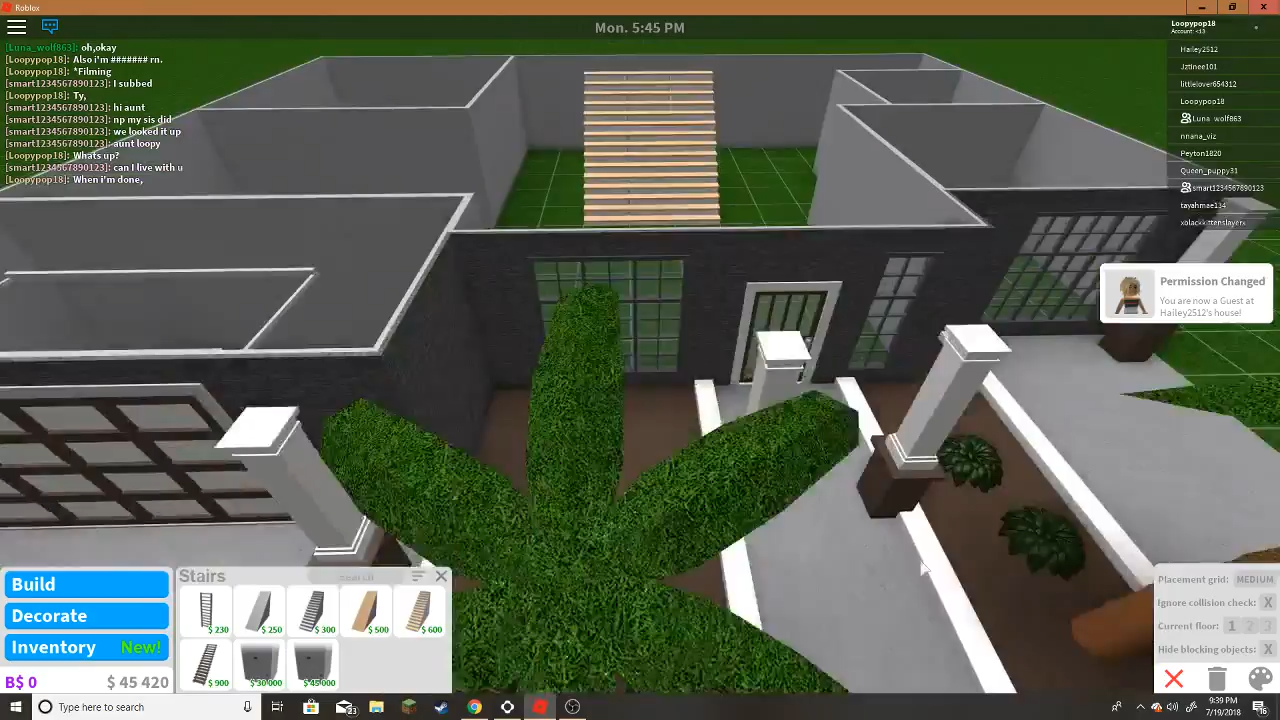 Roblox
Mon. 5:45 PM
Loopypop18
Account: <13
[Luna_wolf863]: oh,okay
[Loopypop18]: Also i'm ####### rn.
[Loopypop18]: *Filming
[smart1234567890123]: I subbed
[Loopypop18]: Ty,
[smart1234567890123]: hi aunt
[smart1234567890123]: np my sis did
[smart1234567890123]: we looked it up
[smart1234567890123]: aunt loopy
[Loopypop18]: Whats up?
[smart1234567890123]: can I live with u
[Loopypop18]: When i'm done,
Hailey2512
Jztinee101
littlelover654312
Loopypop18
Luna_wolf863
nnana_viz
Peyton1820
Queen_puppy31
smart1234567890123
tayahmae134
xolackkittenslayerx
Permission Changed
You are now a Guest at
Hailey2512's house!
Build
Decorate
Inventory New!
B$ 0 $ 45 420
Stairs
$ 230 $ 250 $ 300 $ 500 $ 600
$ 900 $ 30 000 $ 45 000
Placement grid: MEDIUM
Ignore collision check: X
Current floor: 1 2 3
Hide blocking objects: X
Type here to search
9:39 PM
7/19/2018